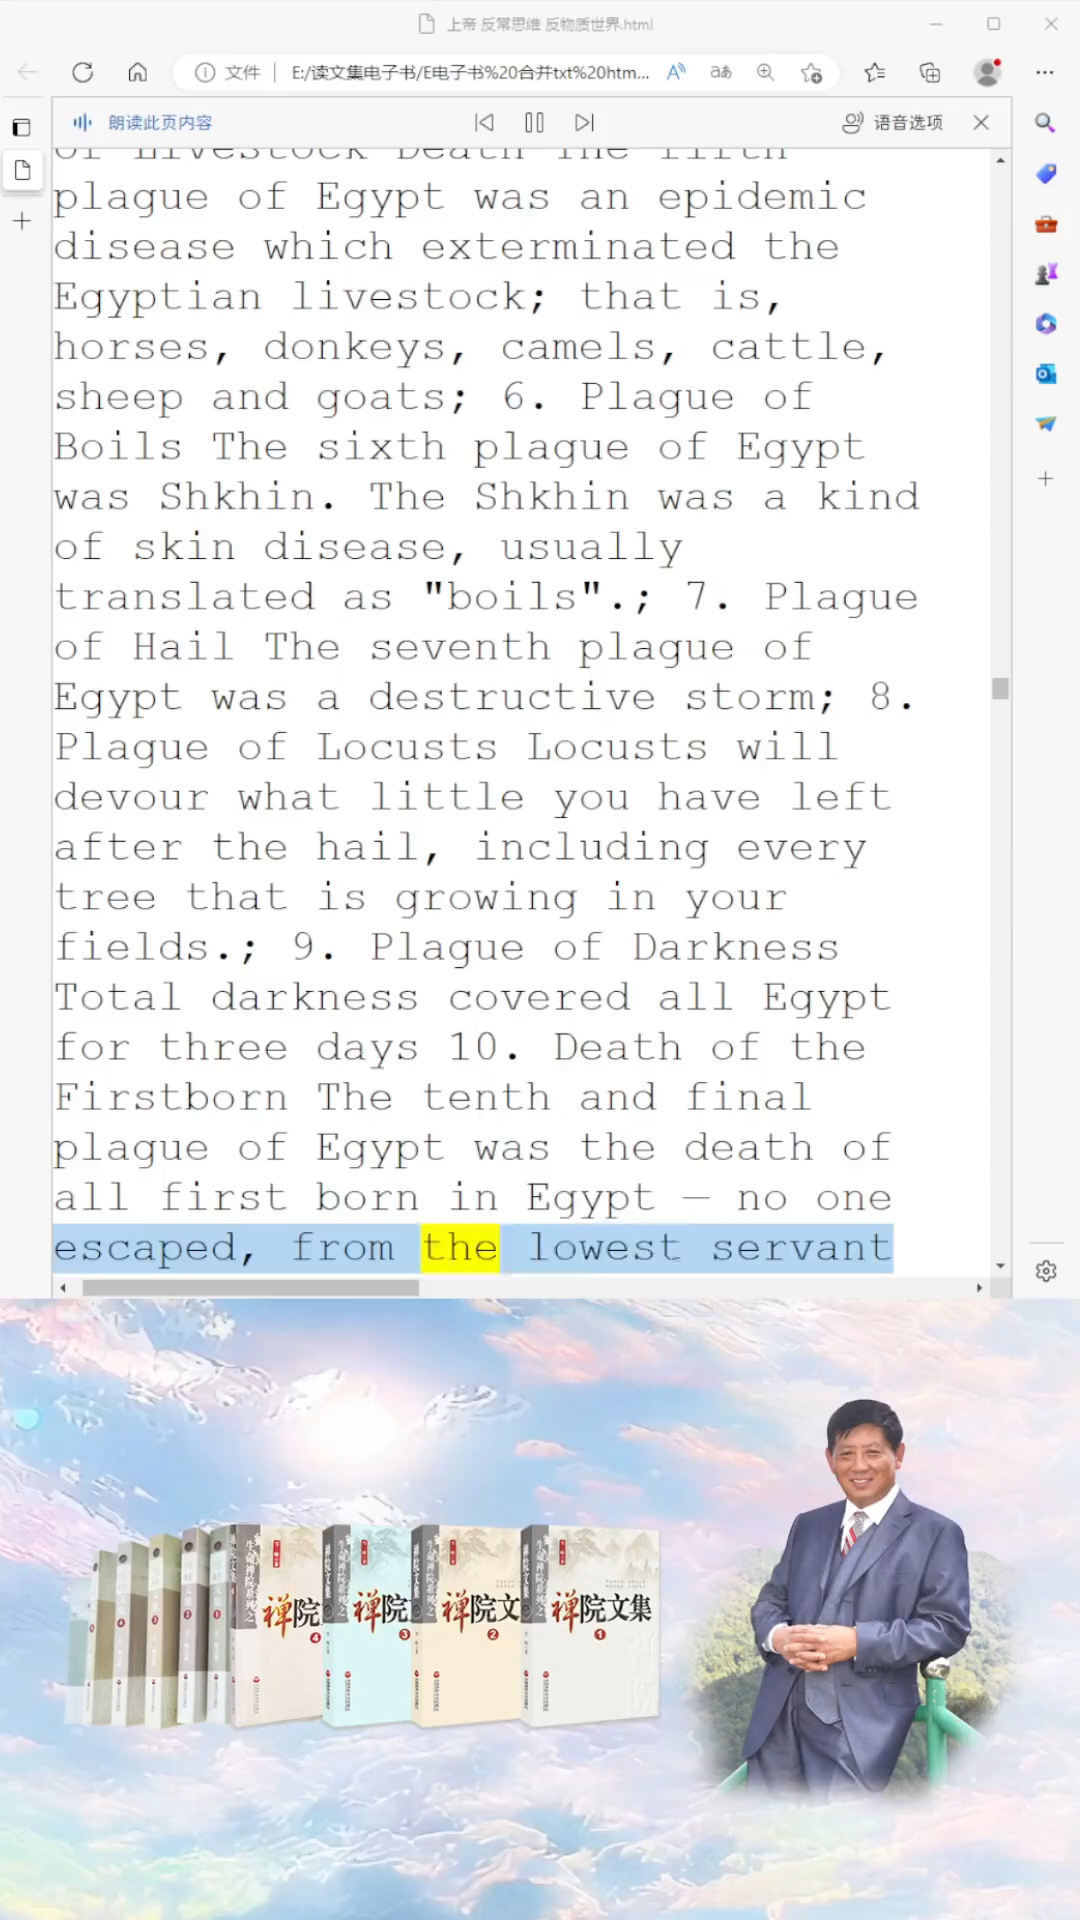 上帝 反常思维 反物质世界.html
文件 E:/读文集电子书/E电子书%20合并txt%20htm...
朗读此页内容
语音选项
of Livestock Death The fifth
plague of Egypt was an epidemic
disease which exterminated the
Egyptian livestock; that is,
horses, donkeys, camels, cattle,
sheep and goats; 6. Plague of
Boils The sixth plague of Egypt
was Shkhin. The Shkhin was a kind
of skin disease, usually
translated as "boils".; 7. Plague
of Hail The seventh plague of
Egypt was a destructive storm; 8.
Plague of Locusts Locusts will
devour what little you have left
after the hail, including every
tree that is growing in your
fields.; 9. Plague of Darkness
Total darkness covered all Egypt
for three days 10. Death of the
Firstborn The tenth and final
plague of Egypt was the death of
all first born in Egypt — no one
escaped, from the lowest servant
禅院
4
禅院
3
禅院文
2
禅院文集
1